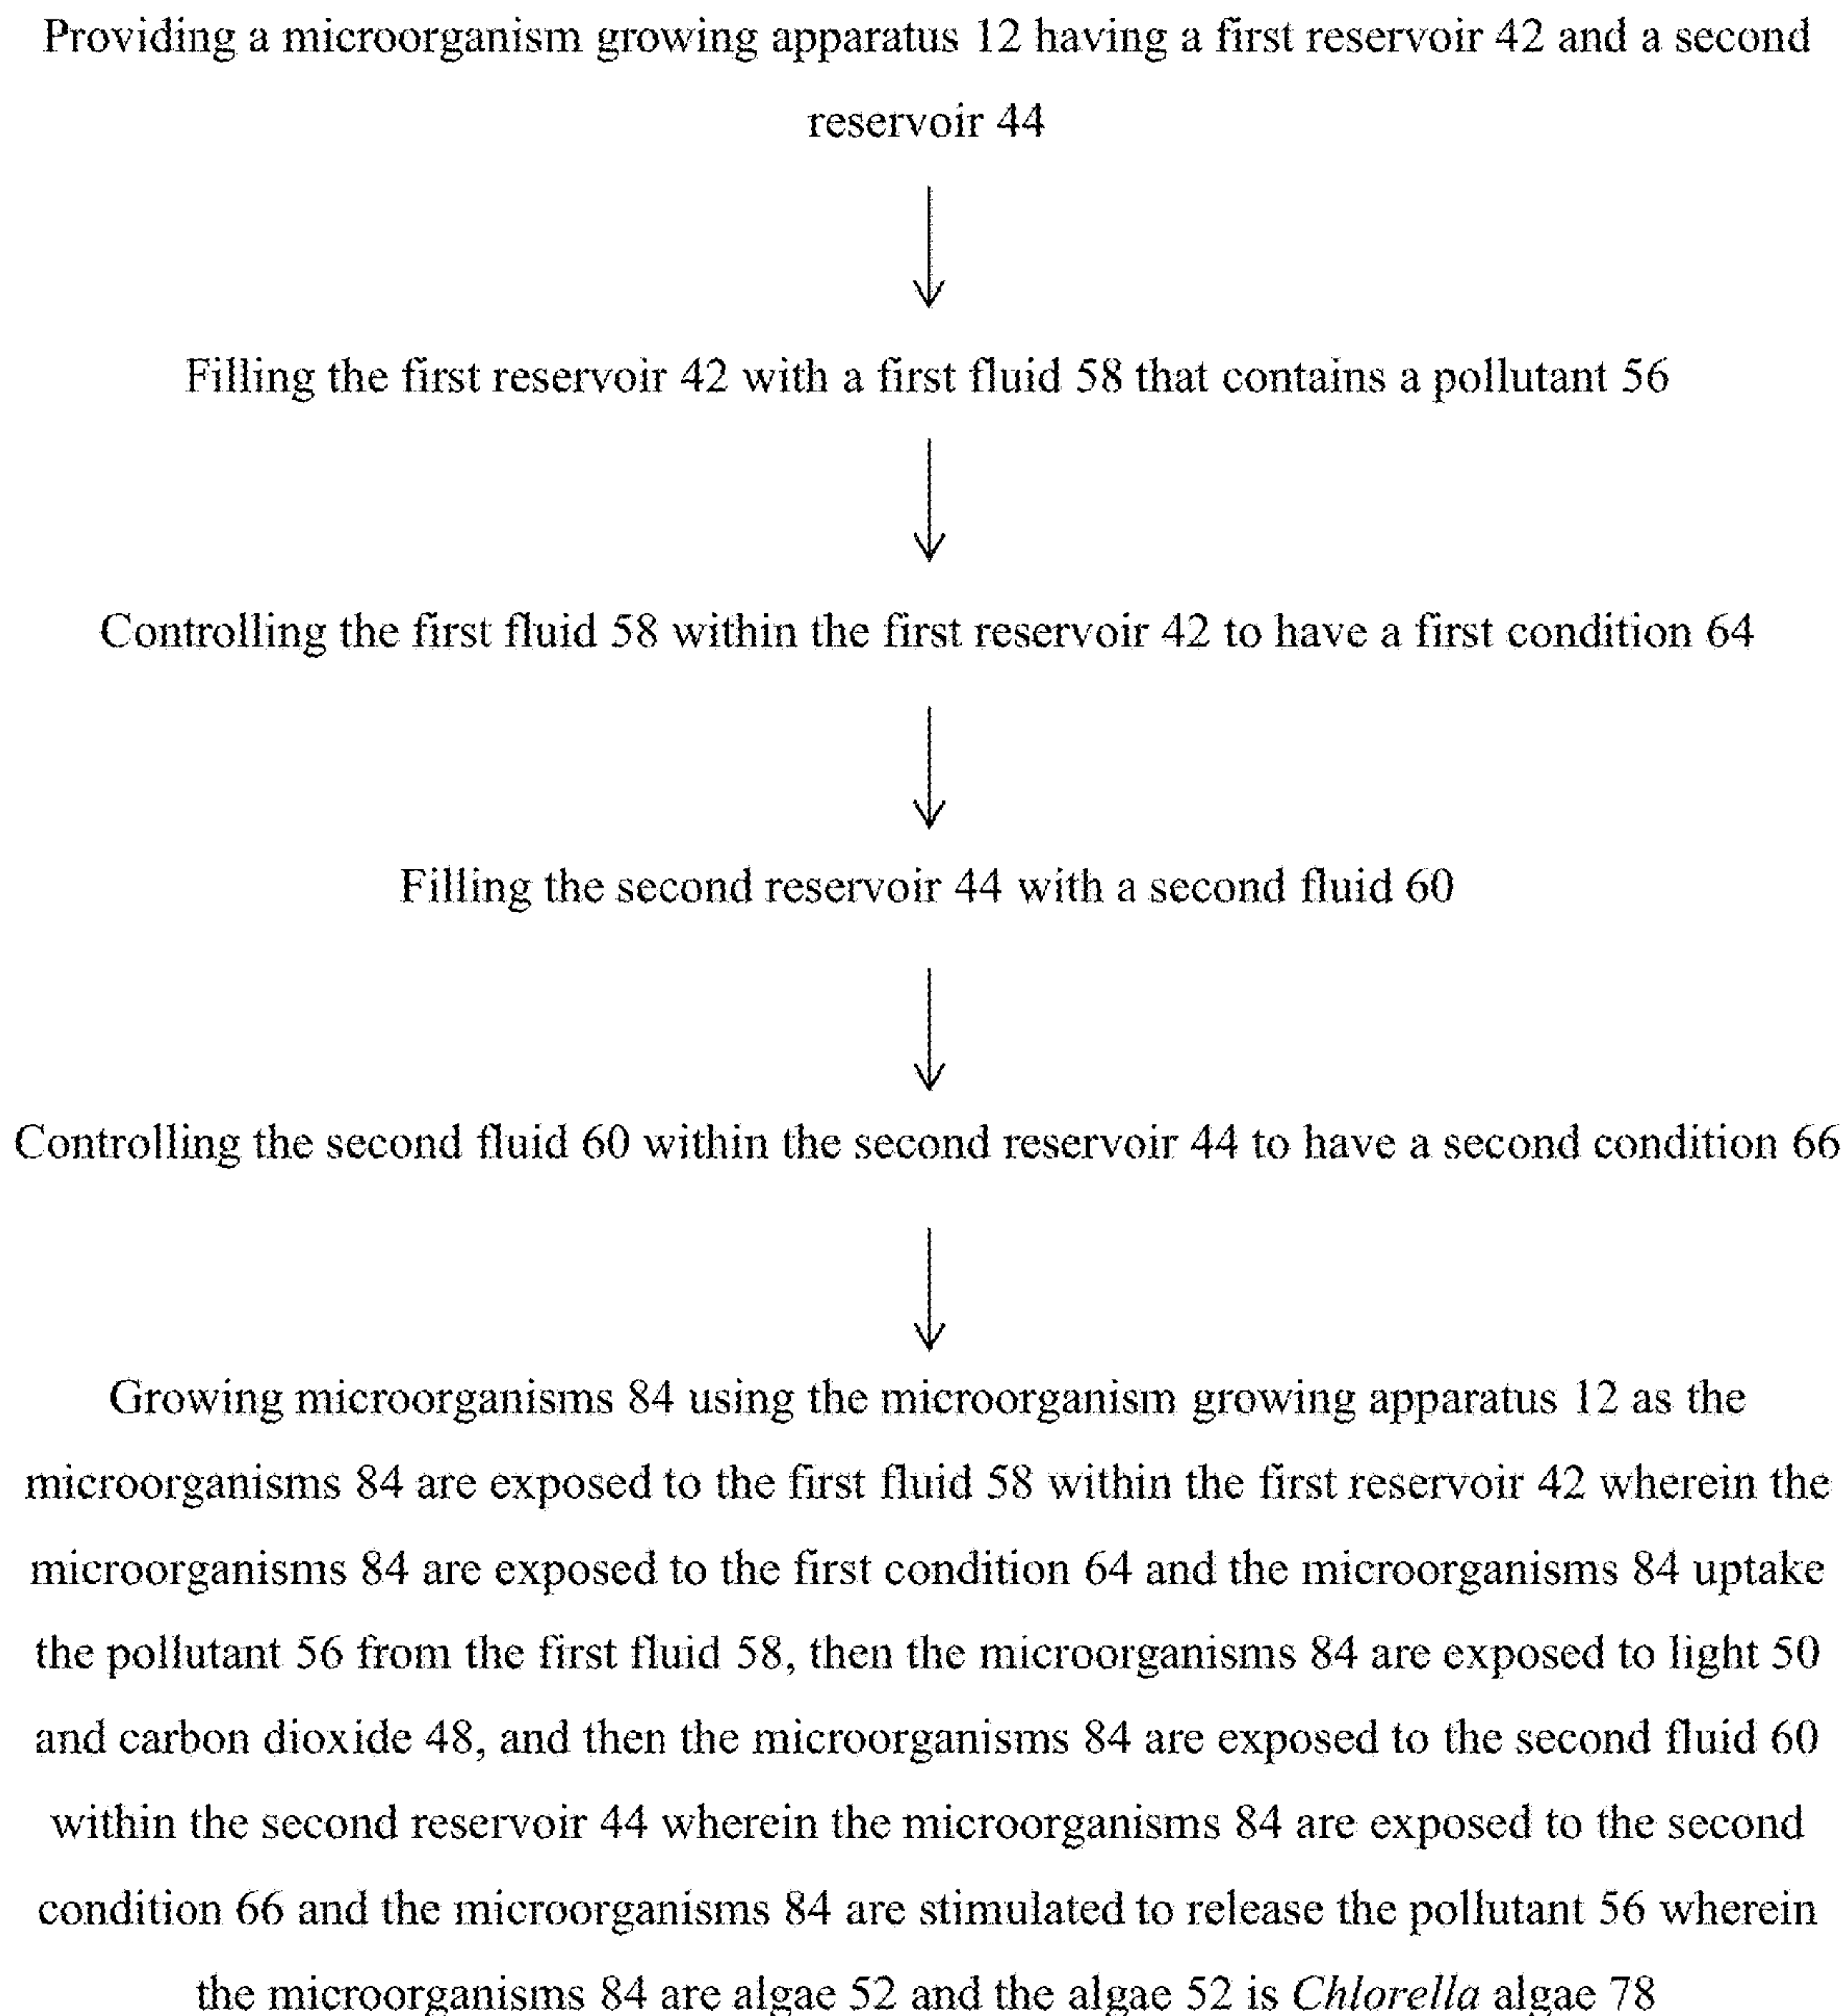 Providing a microorganism growing apparatus 12 having a first reservoir 42 and a second
reservoir 44
Filling the first reservoir 42 with a first fluid 58 that contains a pollutant 56
Controlling the first fluid 58 within the first reservoir 42 to have a first condition 64
Filling the second reservoir 44 with a second fluid 60
Controlling the second fluid 60 within the second reservoir 44 to have a second condition 66
Growing microorganisms 84 using the microorganism growing apparatus 12 as the
microorganisms 84 are exposed to the first fluid 58 within the first reservoir 42 wherein the
microorganisms 84 are exposed to the first condition 64 and the microorganisms 84 uptake
the pollutant 56 from the first fluid 58, then the microorganisms 84 are exposed to light 50
and carbon dioxide 48, and then the microorganisms 84 are exposed to the second fluid 60
within the second reservoir 44 wherein the microorganisms 84 are exposed to the second
condition 66 and the microorganisms 84 are stimulated to release the pollutant 56 wherein
the microorganisms 84 are algae 52 and the algae 52 is Chlorella algae 78